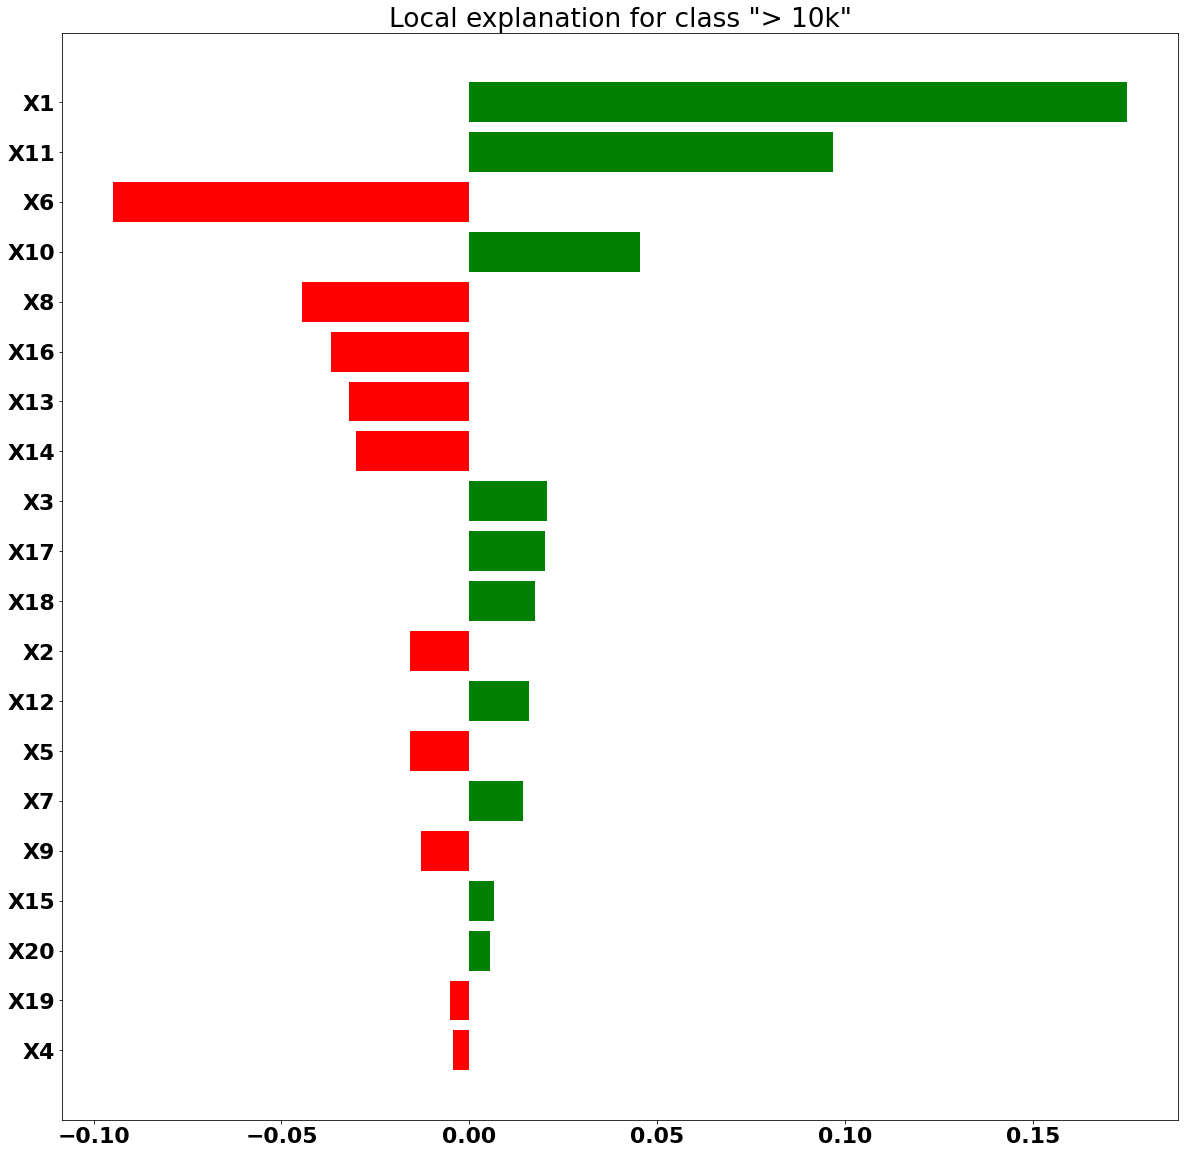 Local explanation for class "> 10k"
X1
X11
X6
X10
X8
X16
X13
X14
X3
X17
X18
X2
X12
X5
X7
X9
X15
X20
X19
X4
−0.10 −0.05 0.00 0.05 0.10 0.15